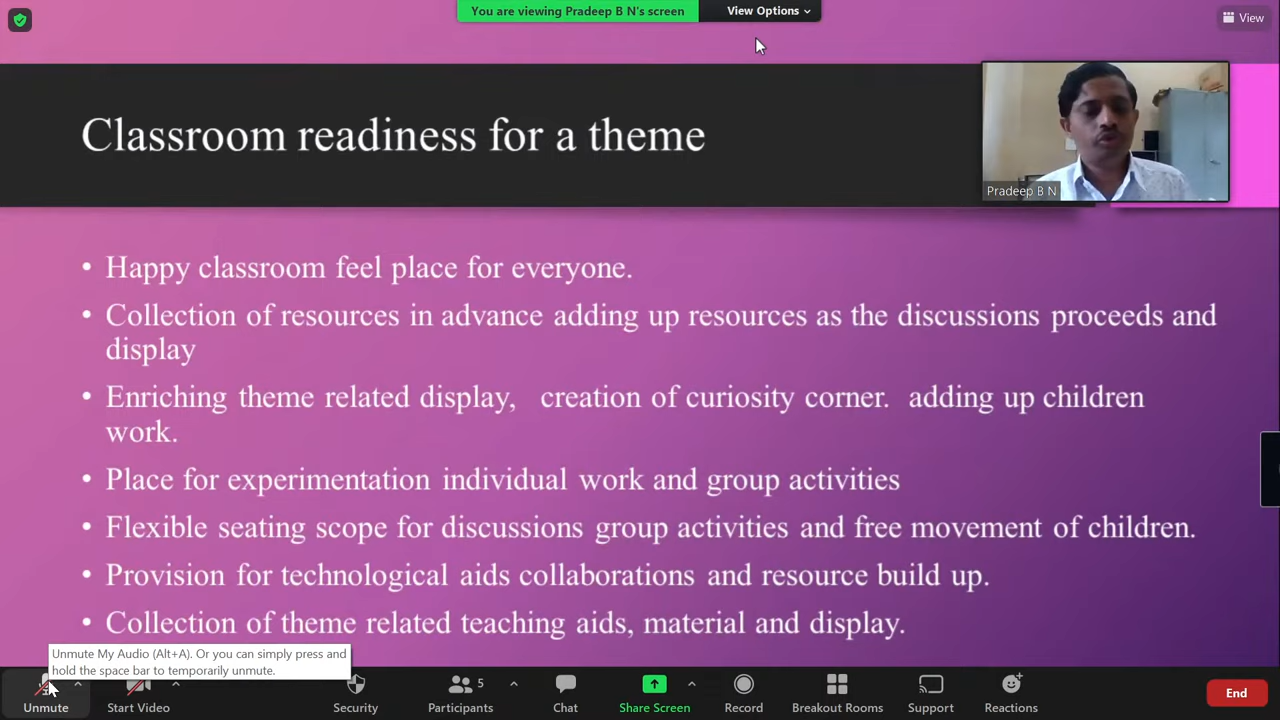 You are viewing Pradeep B N's screen
View Options
View
Classroom readiness for a theme
Pradeep B N
• Happy classroom feel place for everyone.
• Collection of resources in advance adding up resources as the discussions proceeds and
display
• Enriching theme related display, creation of curiosity corner. adding up children
work.
• Place for experimentation individual work and group activities
• Flexible seating scope for discussions group activities and free movement of children.
• Provision for technological aids collaborations and resource build up.
• Collection of theme related teaching aids, material and display.
Unmute My Audio (Alt+A). Or you can simply press and
hold the space bar to temporarily unmute.
Unmute
Start Video
Security
5
Participants
Chat
Share Screen
Record
Breakout Rooms
Support
Reactions
End